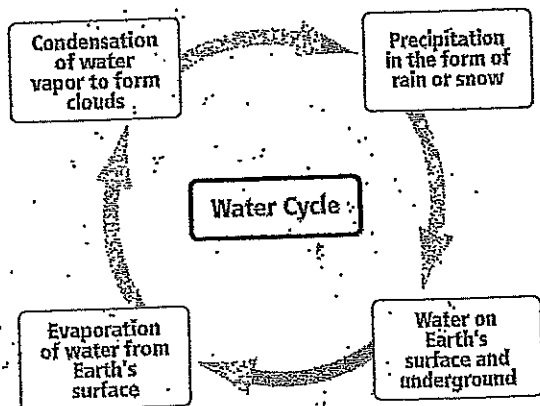 Condensation
of water
vapor to form
clouds
Precipitation
in the form of
rain or snow
Water Cycle
Evaporation
of water from
Earth's
surface
Water on
Earth's
surface and
underground